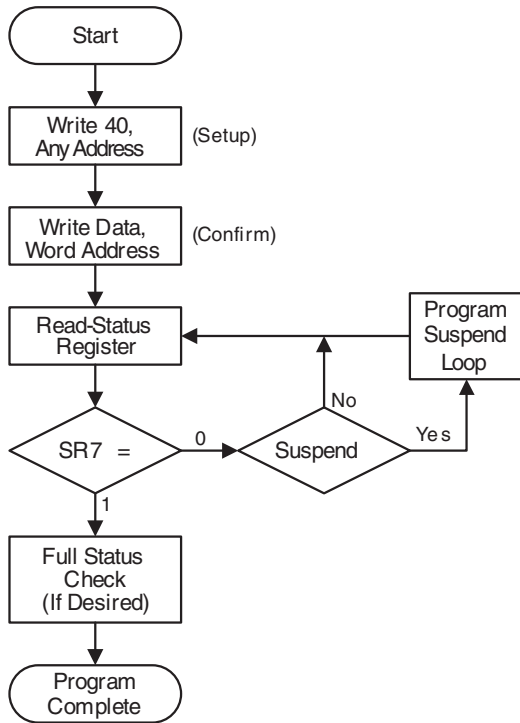 Start
Write 40,
Any Address
(Setup)
Write Data,
Word Address
(Confirm)
Read-Status
Register
Program
Suspend
Loop
No
SR7 =
0
Suspend
Yes
1
Full Status
Check
(If Desired)
Program
Complete